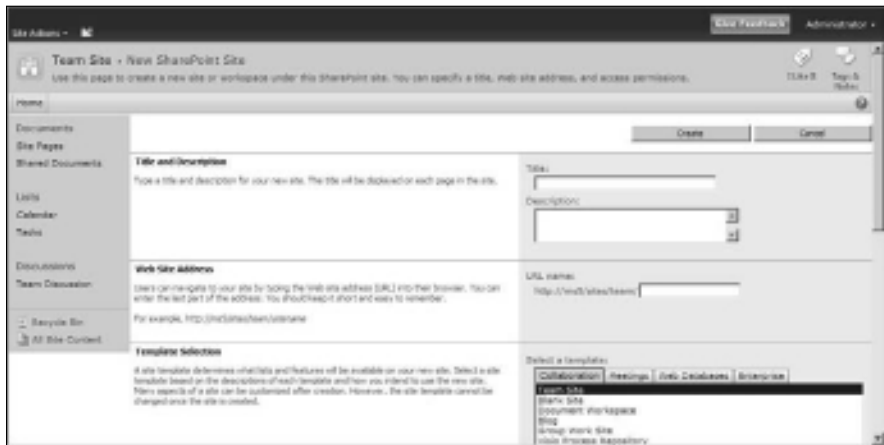 Site Actions
Give Feedback
Administrator
Team Site › New SharePoint Site
Use this page to create a new site or workspace under this SharePoint site. You can specify a title, Web site address, and access permissions.
I Like It
Tags & Notes
Home
Documents
Site Pages
Shared Documents
Lists
Calendar
Tasks
Discussions
Team Discussion
Recycle Bin
All Site Content
Create
Cancel
Title and Description
Type a title and description for your new site. The title will be displayed on each page in the site.
Title:
Description:
Web Site Address
Users can navigate to your site by typing the Web site address (URL) into their browser. You can
enter the last part of the address. You should keep it short and easy to remember.
For example, http://ms5/sites/team/sitename
URL name:
http://ms5/sites/team/
Template Selection
A site template determines what lists and features will be available on your new site. Select a site
template based on the descriptions of each template and how you intend to use the new site.
Many aspects of a site can be customized after creation. However, the site template cannot be
changed once the site is created.
Select a template:
Collaboration Meetings Web Databases Enterprise
Team Site
Blank Site
Document Workspace
Blog
Group Work Site
Visio Process Repository